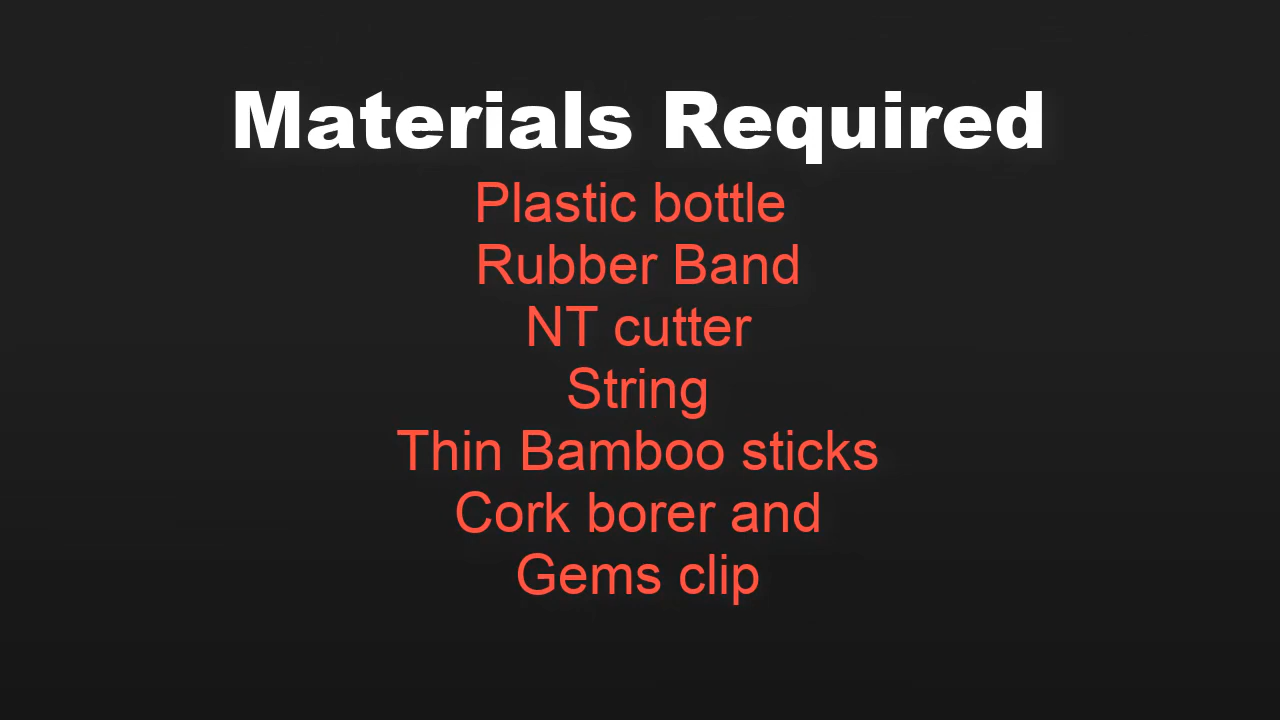 Materials Required
Plastic bottle
Rubber Band
NT cutter
String
Thin Bamboo sticks
Cork borer and
Gems clip